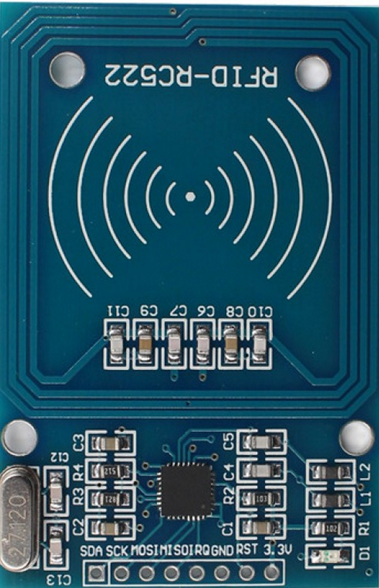 RFID-RC522
C11 C9 C7 C6 C8 C10
C3 C5
C12
R4 C4 L2
R3 R2 L1
C2 C1 R1
27.120
SDA SCK MOSI MISO IRQ GND RST 3.3V
D1
C13